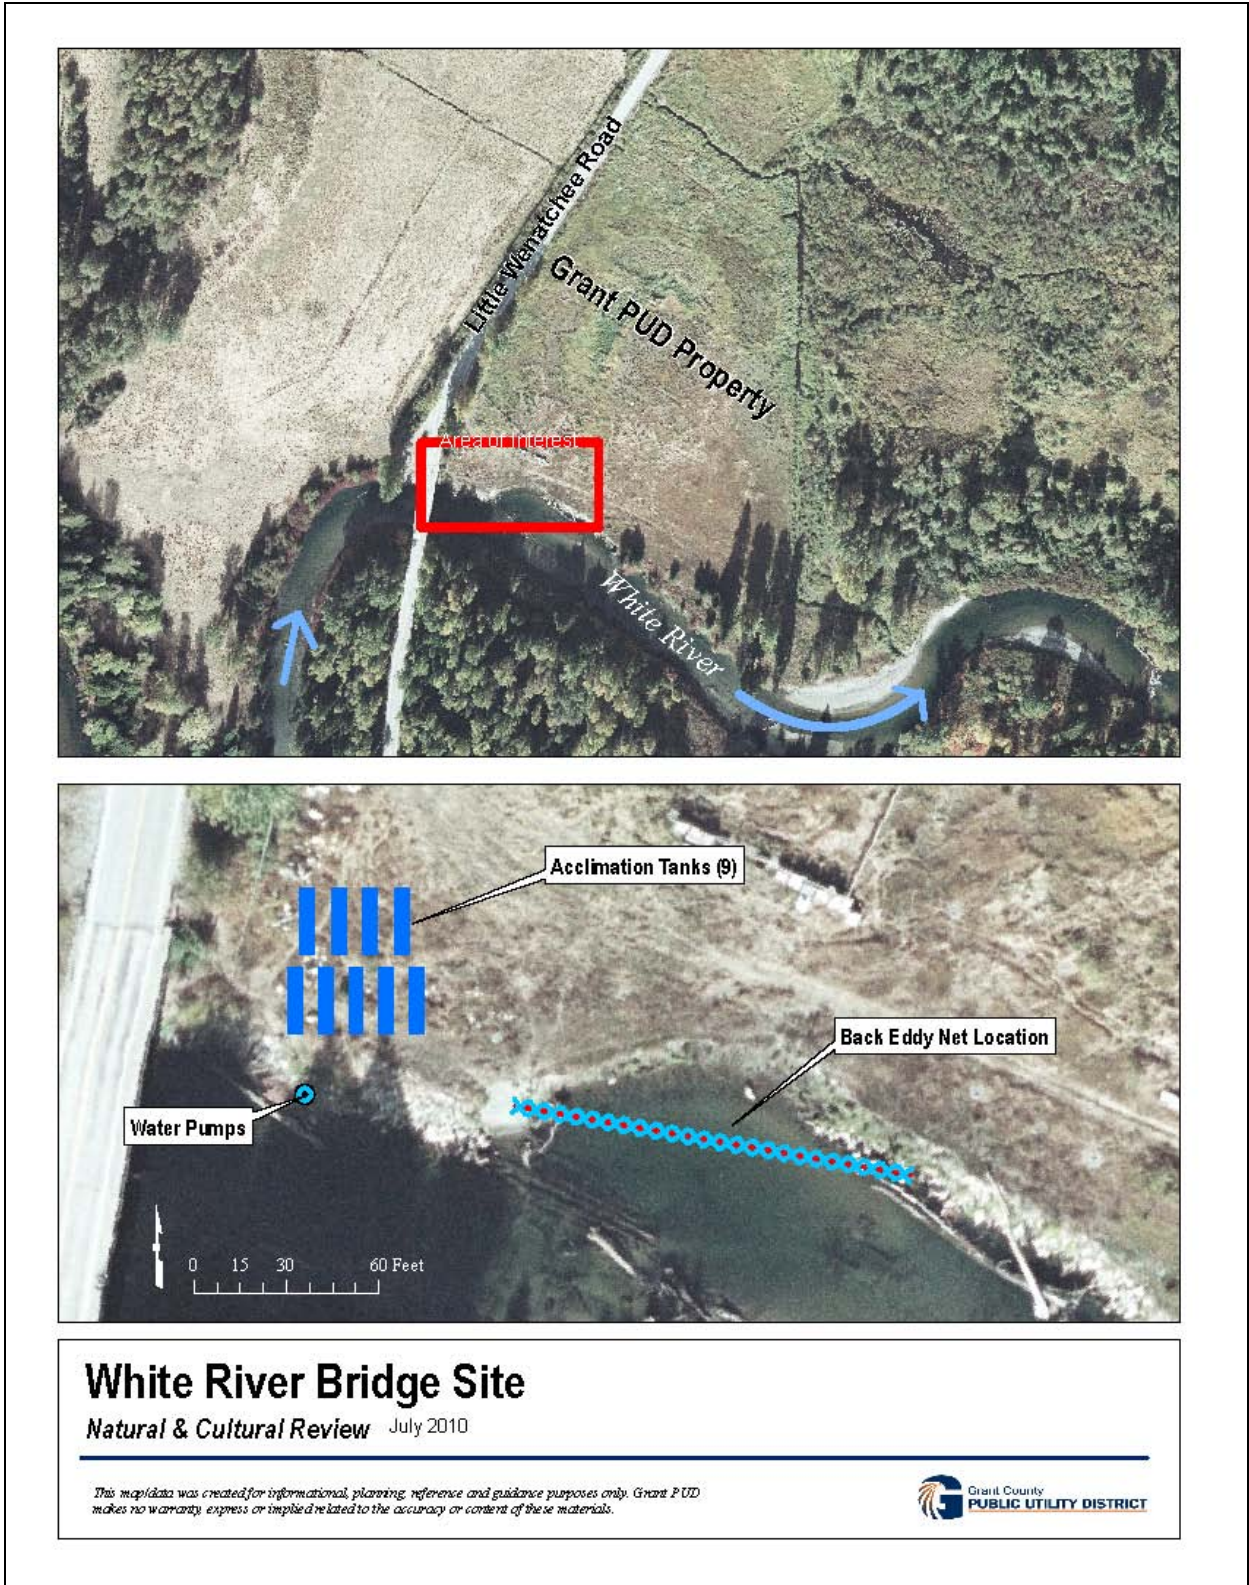 Little Wenatchee Road
Grant PUD Property
Area of Interest
White River
Acclimation Tanks (9)
Back Eddy Net Location
Water Pumps
0 15 30 60 Feet
White River Bridge Site
Natural & Cultural Review July 2010
This map/data was created for informational, planning, reference and guidance purposes only. Grant PUD
makes no warranty, express or implied related to the accuracy or content of these materials.
Grant County
PUBLIC UTILITY DISTRICT